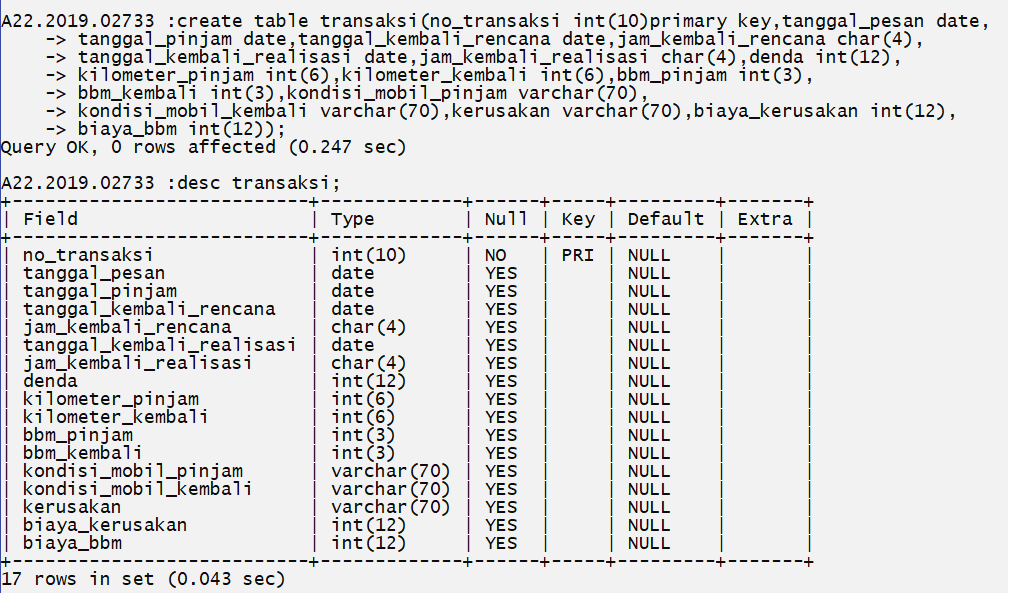 A22.2019.02733 :create table transaksi(no_transaksi int(10)primary key,tanggal_pesan date,
    -> tanggal_pinjam date,tanggal_kembali_rencana date,jam_kembali_rencana char(4),
    -> tanggal_kembali_realisasi date,jam_kembali_realisasi char(4),denda int(12),
    -> kilometer_pinjam int(6),kilometer_kembali int(6),bbm_pinjam int(3),
    -> bbm_kembali int(3),kondisi_mobil_pinjam varchar(70),
    -> kondisi_mobil_kembali varchar(70),kerusakan varchar(70),biaya_kerusakan int(12),
    -> biaya_bbm int(12));
Query OK, 0 rows affected (0.247 sec)

A22.2019.02733 :desc transaksi;
+---------------------------+-------------+------+-----+---------+-------+
| Field                     | Type        | Null | Key | Default | Extra |
+---------------------------+-------------+------+-----+---------+-------+
| no_transaksi              | int(10)     | NO   | PRI | NULL    |       |
| tanggal_pesan             | date        | YES  |     | NULL    |       |
| tanggal_pinjam            | date        | YES  |     | NULL    |       |
| tanggal_kembali_rencana   | date        | YES  |     | NULL    |       |
| jam_kembali_rencana       | char(4)     | YES  |     | NULL    |       |
| tanggal_kembali_realisasi | date        | YES  |     | NULL    |       |
| jam_kembali_realisasi     | char(4)     | YES  |     | NULL    |       |
| denda                     | int(12)     | YES  |     | NULL    |       |
| kilometer_pinjam          | int(6)      | YES  |     | NULL    |       |
| kilometer_kembali         | int(6)      | YES  |     | NULL    |       |
| bbm_pinjam                | int(3)      | YES  |     | NULL    |       |
| bbm_kembali               | int(3)      | YES  |     | NULL    |       |
| kondisi_mobil_pinjam      | varchar(70) | YES  |     | NULL    |       |
| kondisi_mobil_kembali     | varchar(70) | YES  |     | NULL    |       |
| kerusakan                 | varchar(70) | YES  |     | NULL    |       |
| biaya_kerusakan           | int(12)     | YES  |     | NULL    |       |
| biaya_bbm                 | int(12)     | YES  |     | NULL    |       |
+---------------------------+-------------+------+-----+---------+-------+
17 rows in set (0.043 sec)